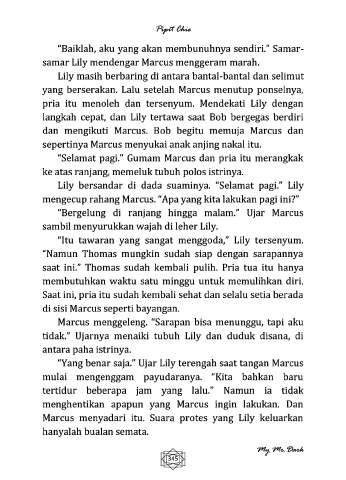 Pipit Chie
“Baiklah, aku yang akan membunuhnya sendiri.” Samar-
samar Lily mendengar Marcus menggeram marah.
Lily masih berbaring di antara bantal-bantal dan selimut
yang berserakan. Lalu setelah Marcus menutup ponselnya,
pria itu menoleh dan tersenyum. Mendekati Lily dengan
langkah cepat, dan Lily tertawa saat Bob bergegas berdiri
dan mengikuti Marcus. Bob begitu memuja Marcus dan
sepertinya Marcus menyukai anak anjing nakal itu.
“Selamat pagi.” Gumam Marcus dan pria itu merangkak
ke atas ranjang, memeluk tubuh polos istrinya.
Lily bersandar di dada suaminya. “Selamat pagi.” Lily
mengecup rahang Marcus. “Apa yang kita lakukan pagi ini?”
“Bergelung di ranjang hingga malam.” Ujar Marcus
sambil menyurukkan wajah di leher Lily.
“Itu tawaran yang sangat menggoda,” Lily tersenyum.
“Namun Thomas mungkin sudah siap dengan sarapannya
saat ini.” Thomas sudah kembali pulih. Pria tua itu hanya
membutuhkan waktu satu minggu untuk memulihkan diri.
Saat ini, pria itu sudah kembali sehat dan selalu setia berada
di sisi Marcus seperti bayangan.
Marcus menggeleng. “Sarapan bisa menunggu, tapi aku
tidak.” Ujarnya menaiki tubuh Lily dan duduk disana, di
antara paha istrinya.
“Yang benar saja.” Ujar Lily terengah saat tangan Marcus
mulai mengenggam payudaranya. “Kita bahkan baru
tertidur beberapa jam yang lalu.” Namun ia tidak
menghentikan apapun yang Marcus ingin lakukan. Dan
Marcus menyadari itu. Suara protes yang Lily keluarkan
hanyalah bualan semata.
345
My Mr. Dark